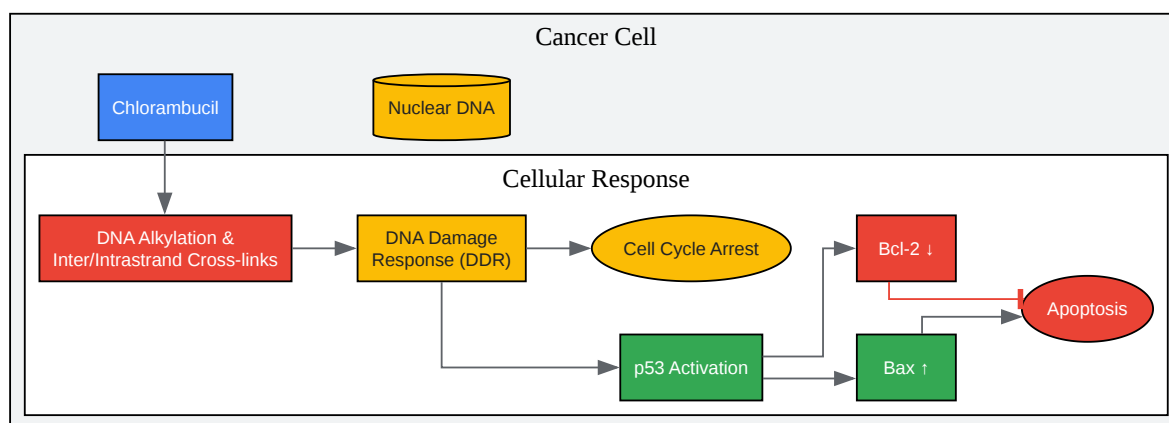 Cancer Cell
Chlorambucil
Nuclear DNA
Cellular Response
DNA Alkylation &
Inter/Intrastrand Cross-links
DNA Damage
Response (DDR)
Cell Cycle Arrest
Bcl-2 ↓
Apoptosis
p53 Activation
Bax ↑